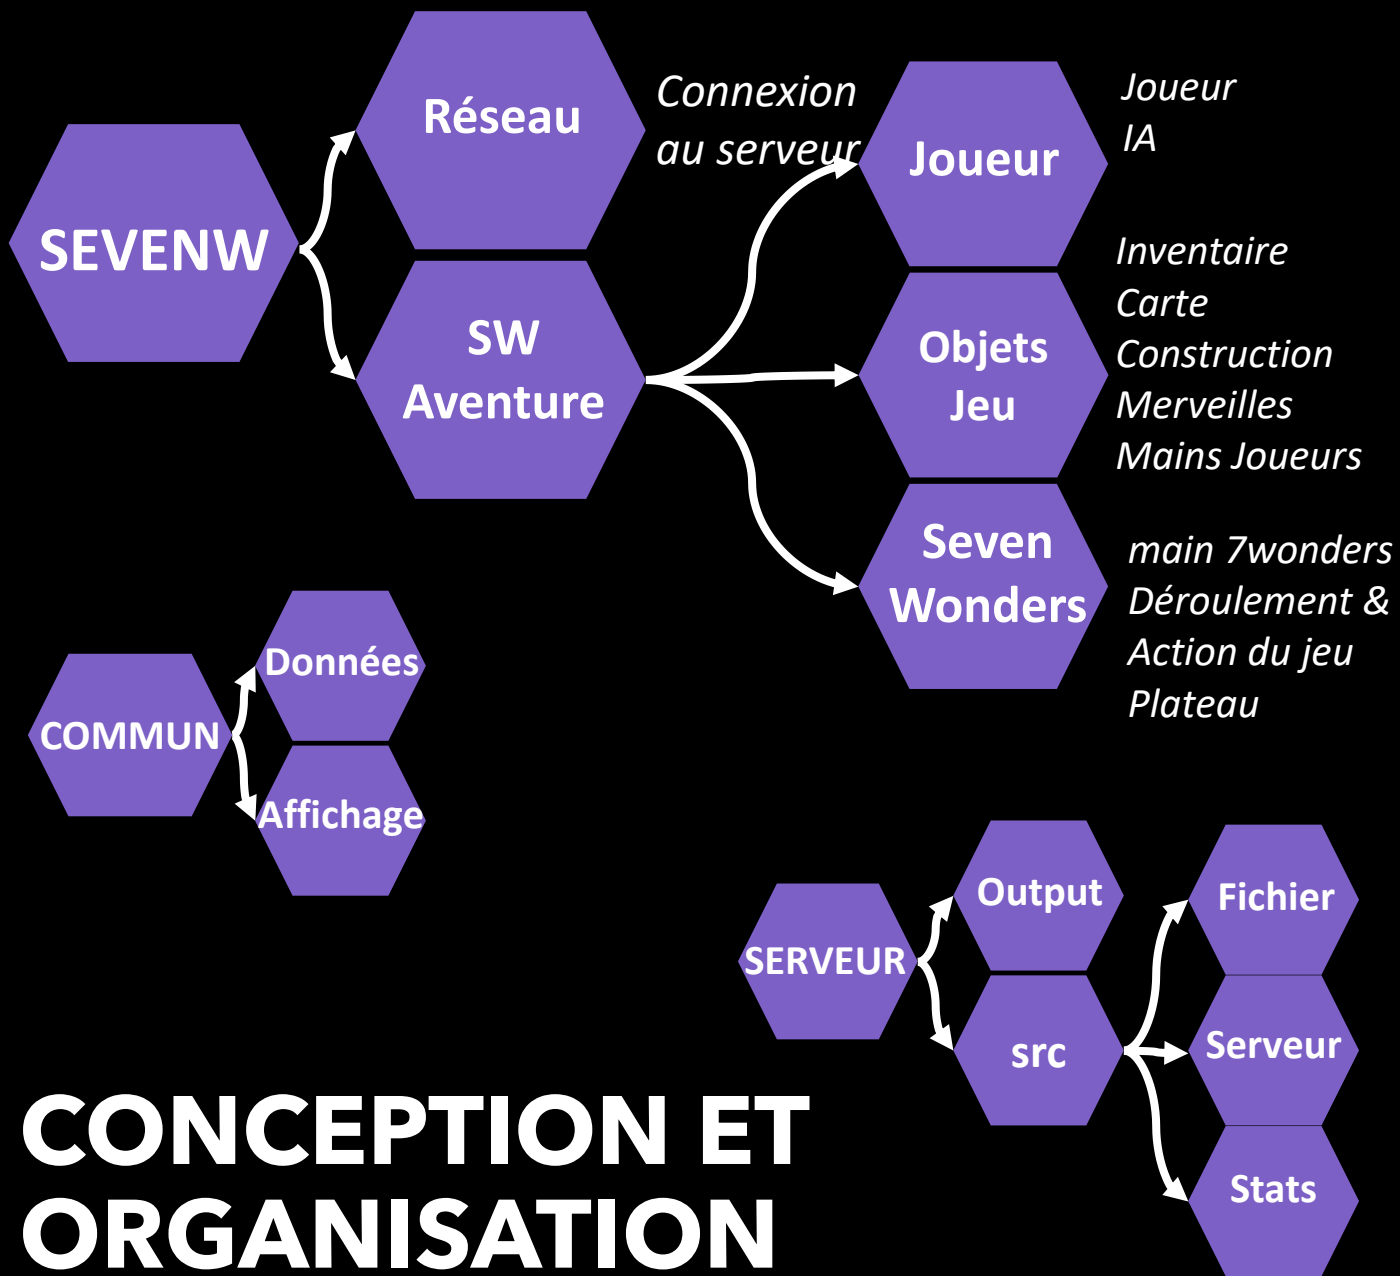 SEVENW
Réseau
Connexion
au serveur
SW
Aventure
Joueur
Joueur
IA
Objets
Jeu
Inventaire
Carte
Construction
Merveilles
Mains Joueurs
Seven
Wonders
main 7wonders
Déroulement &
Action du jeu
Plateau
COMMUN
Données
Affichage
SERVEUR
Output
src
Fichier
Serveur
Stats
CONCEPTION ET
ORGANISATION